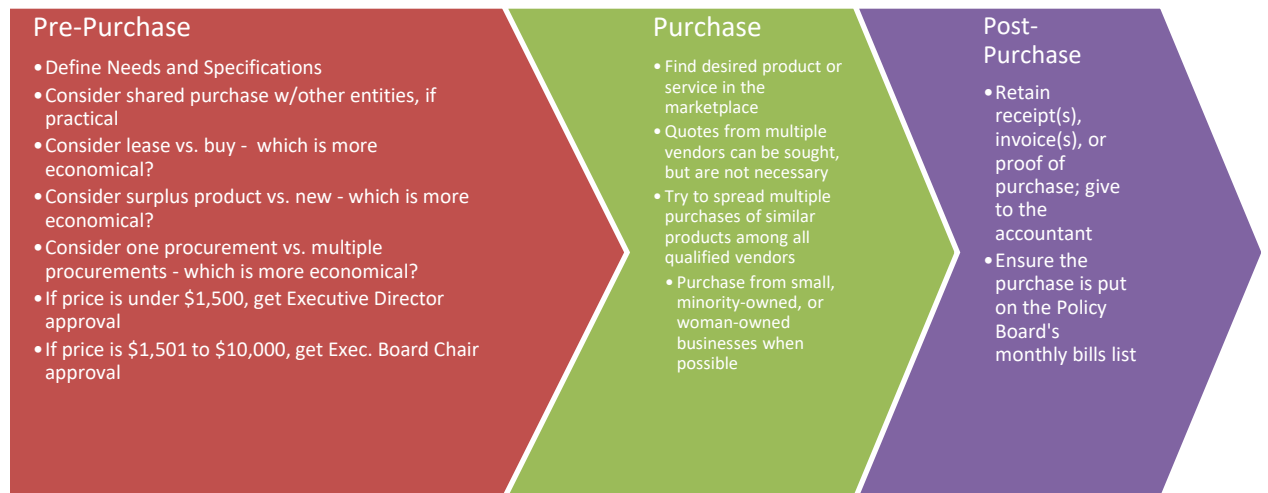 Pre-Purchase
•Define Needs and Specifications
•Consider shared purchase w/other entities, if
practical
•Consider lease vs. buy - which is more
economical?
•Consider surplus product vs. new - which is more
economical?
•Consider one procurement vs. multiple
procurements - which is more economical?
•If price is under $1,500, get Executive Director
approval
•If price is $1,501 to $10,000, get Exec. Board Chair
approval
Purchase
•Find desired product or
service in the
marketplace
•Quotes from multiple
vendors can be sought,
but are not necessary
•Try to spread multiple
purchases of similar
products among all
qualified vendors
•Purchase from small,
minority-owned, or
woman-owned
businesses when
possible
Post-
Purchase
•Retain
receipt(s),
invoice(s), or
proof of
purchase; give
to the
accountant
•Ensure the
purchase is put
on the Policy
Board's
monthly bills list